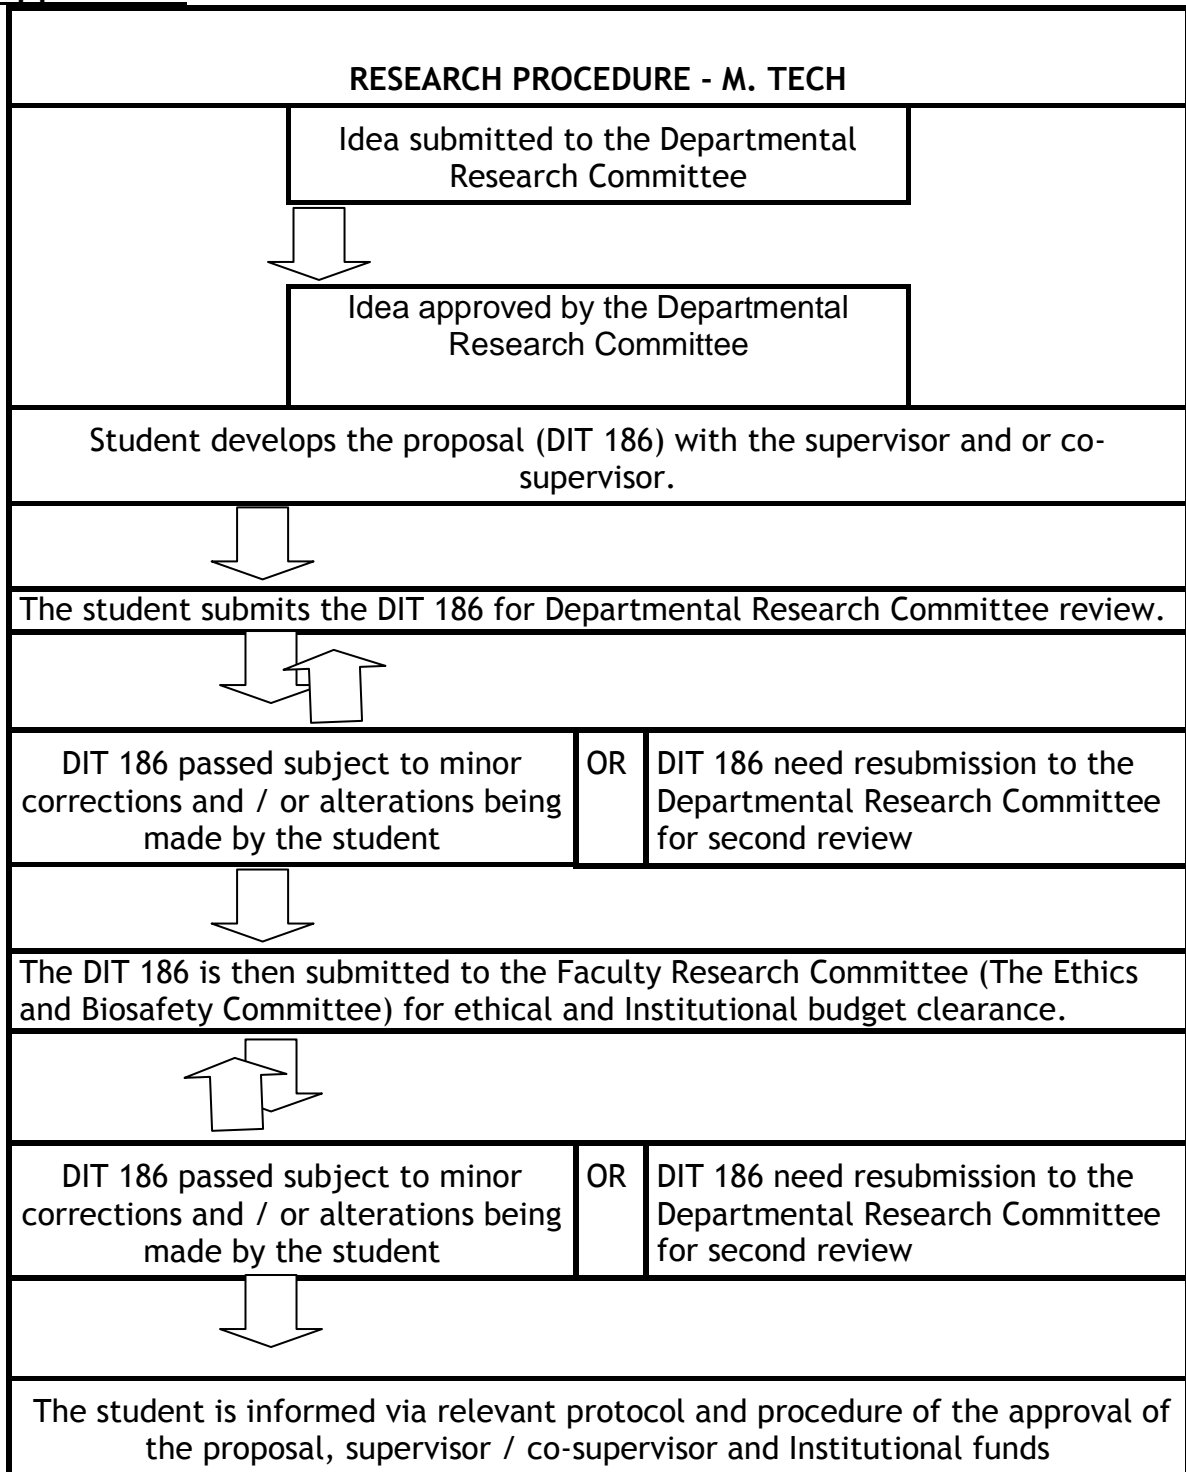 RESEARCH PROCEDURE - M. TECH
Idea submitted to the Departmental
Research Committee
Idea approved by the Departmental
Research Committee
Student develops the proposal (DIT 186) with the supervisor and or co-
supervisor.
The student submits the DIT 186 for Departmental Research Committee review.
DIT 186 passed subject to minor
corrections and / or alterations being
made by the student
OR
DIT 186 need resubmission to the
Departmental Research Committee
for second review
The DIT 186 is then submitted to the Faculty Research Committee (The Ethics
and Biosafety Committee) for ethical and Institutional budget clearance.
DIT 186 passed subject to minor
corrections and / or alterations being
made by the student
OR
DIT 186 need resubmission to the
Departmental Research Committee
for second review
The student is informed via relevant protocol and procedure of the approval of
the proposal, supervisor / co-supervisor and Institutional funds